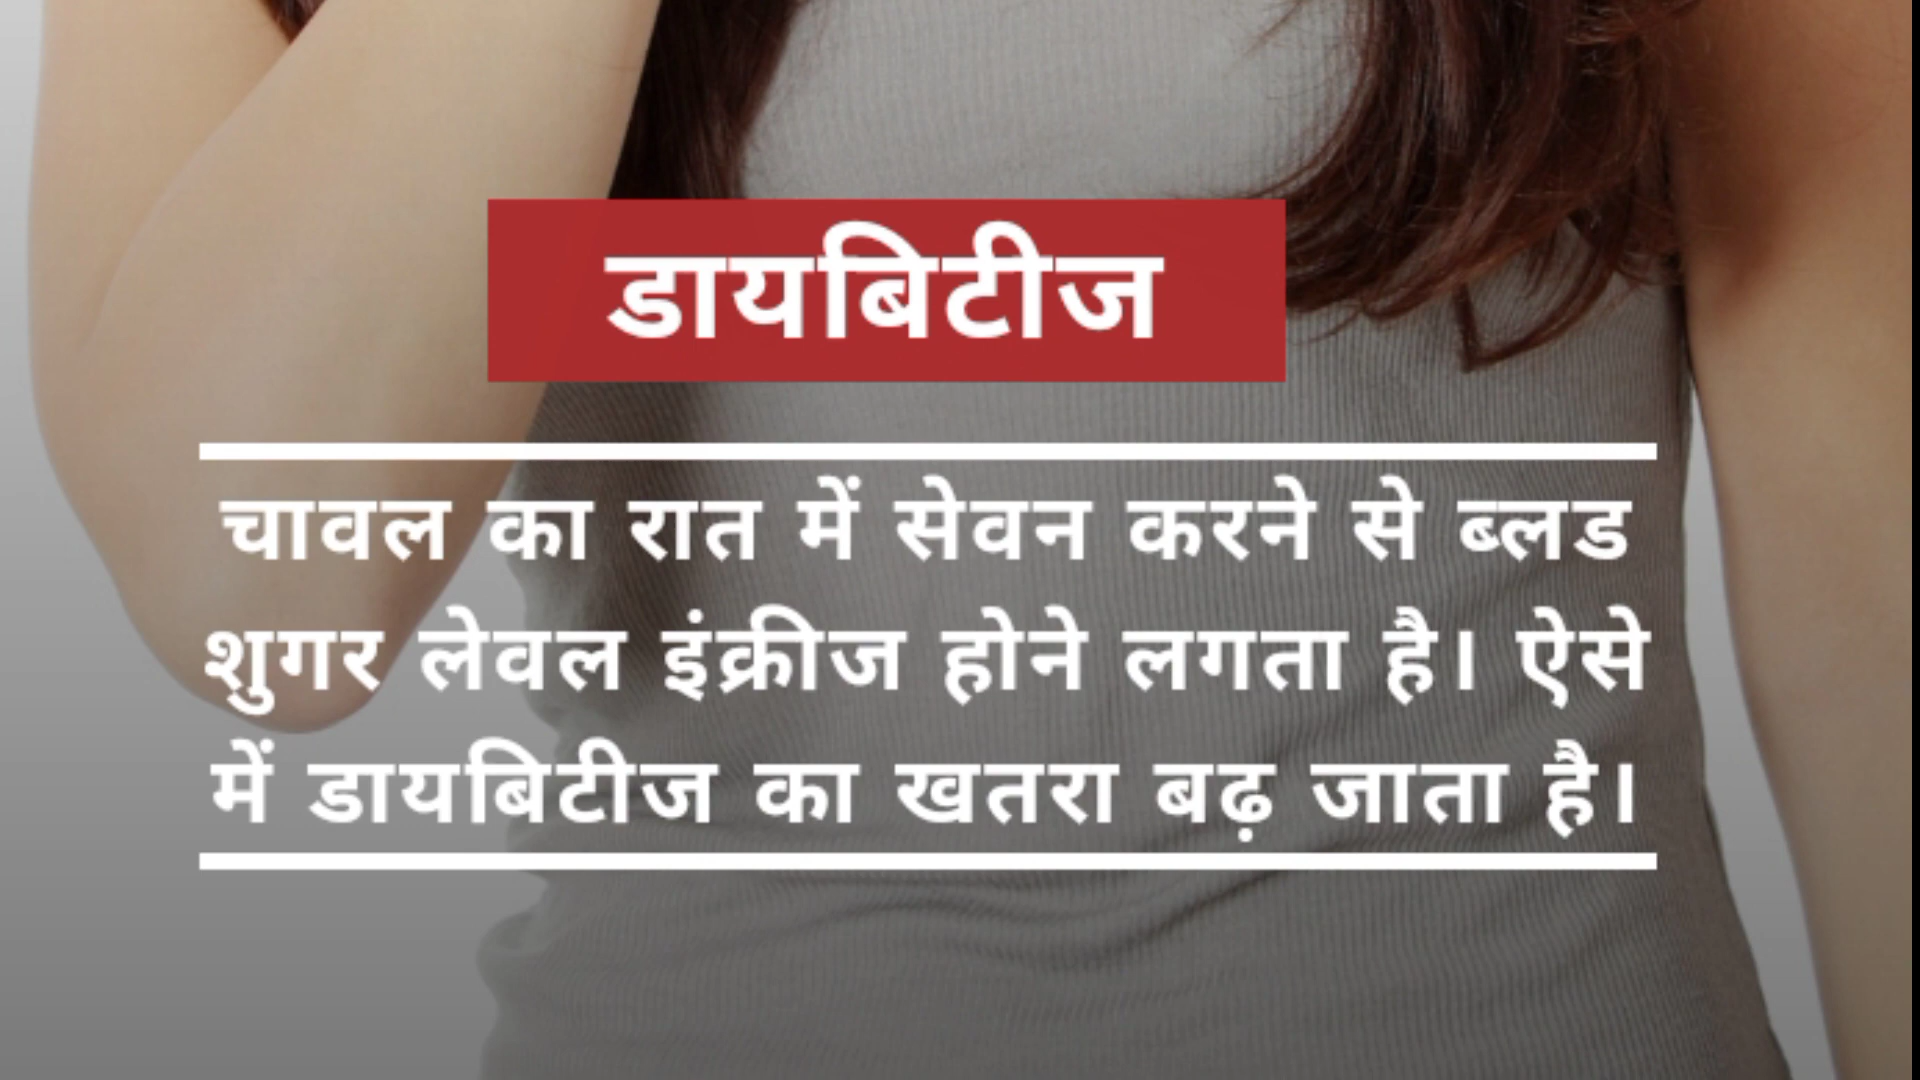 डायबिटीज
चावल का रात में सेवन करने से ब्लड
शुगर लेवल इंक्रीज होने लगता है। ऐसे
में डायबिटीज का खतरा बढ़ जाता है।